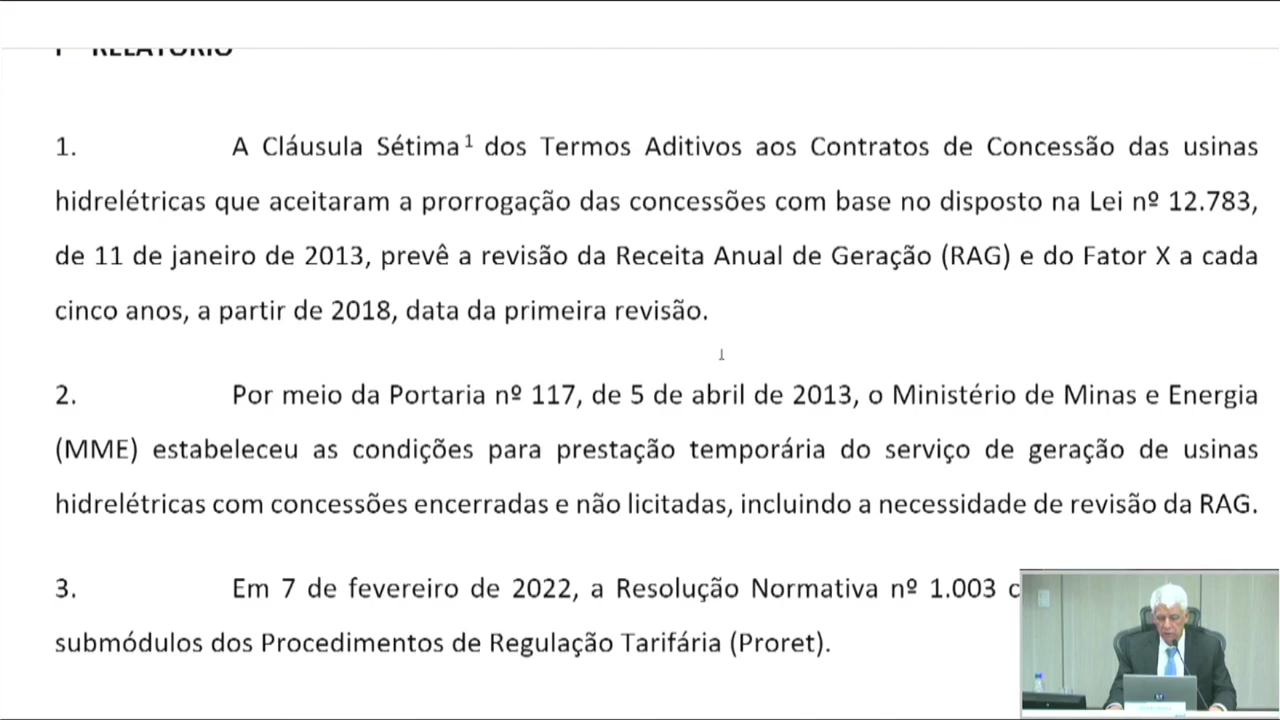 I RELATÓRIO
1. A Cláusula Sétima¹ dos Termos Aditivos aos Contratos de Concessão das usinas
hidrelétricas que aceitaram a prorrogação das concessões com base no disposto na Lei nº 12.783,
de 11 de janeiro de 2013, prevê a revisão da Receita Anual de Geração (RAG) e do Fator X a cada
cinco anos, a partir de 2018, data da primeira revisão.
2. Por meio da Portaria nº 117, de 5 de abril de 2013, o Ministério de Minas e Energia
(MME) estabeleceu as condições para prestação temporária do serviço de geração de usinas
hidrelétricas com concessões encerradas e não licitadas, incluindo a necessidade de revisão da RAG.
3. Em 7 de fevereiro de 2022, a Resolução Normativa nº 1.003
submódulos dos Procedimentos de Regulação Tarifária (Proret).